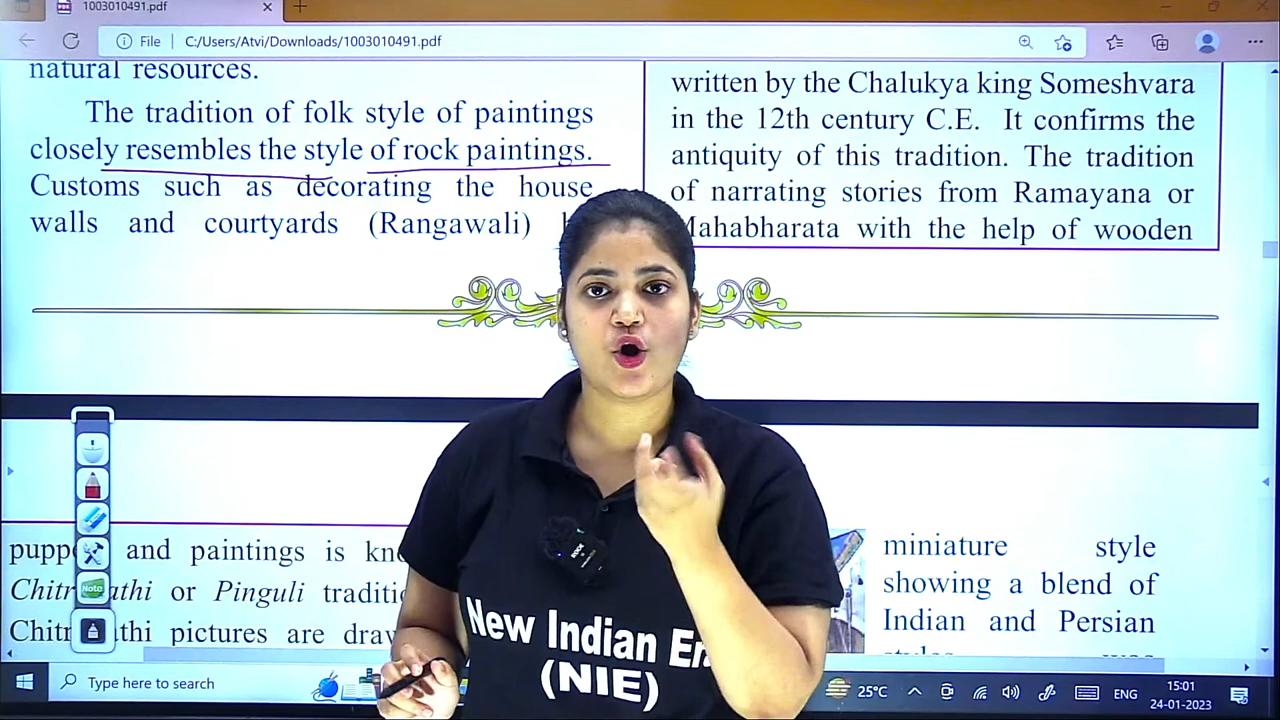 1003010491.pdf
File
C:/Users/Atvi/Downloads/1003010491.pdf
natural resources.
The tradition of folk style of paintings
closely resembles the style of rock paintings.
Customs such as decorating the house
walls and courtyards (Rangawali)
written by the Chalukya king Someshvara
in the 12th century C.E. It confirms the
antiquity of this tradition. The tradition
of narrating stories from Ramayana or
Mahabharata with the help of wooden
and paintings is
or Pinguli
pictures are
miniature style
showing a blend of
Indian and Persian
Note
RODE
New Indian
(NIE)
Type here to search
25°C
ENG
15:01
24-01-2023